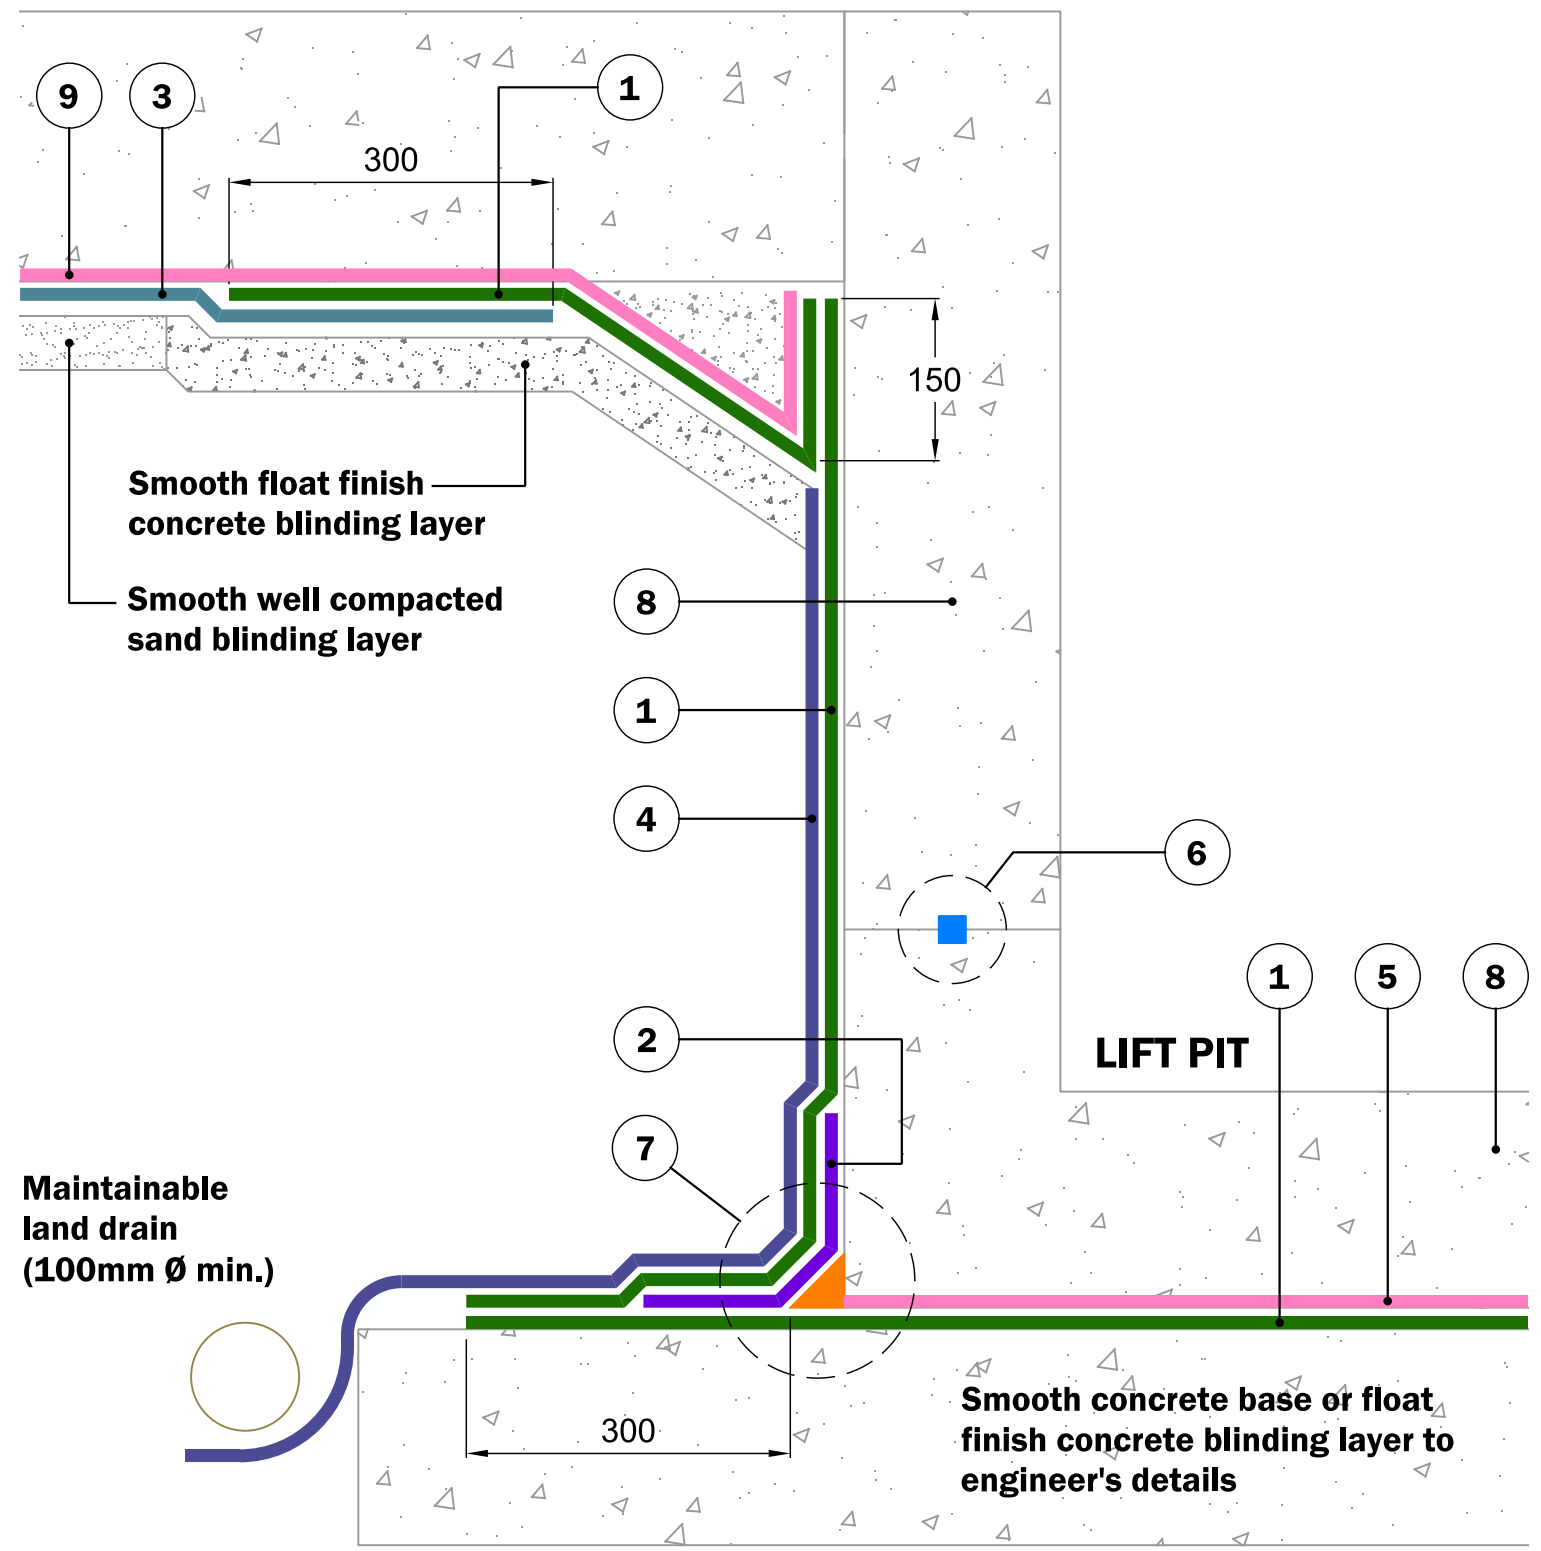 9
3
1
300
150
Smooth float finish
concrete blinding layer
Smooth well compacted
sand blinding layer
8
1
4
6
2
1
5
8
LIFT PIT
7
Maintainable
land drain
(100mm Ø min.)
300
Smooth concrete base or float
finish concrete blinding layer to
engineer's details